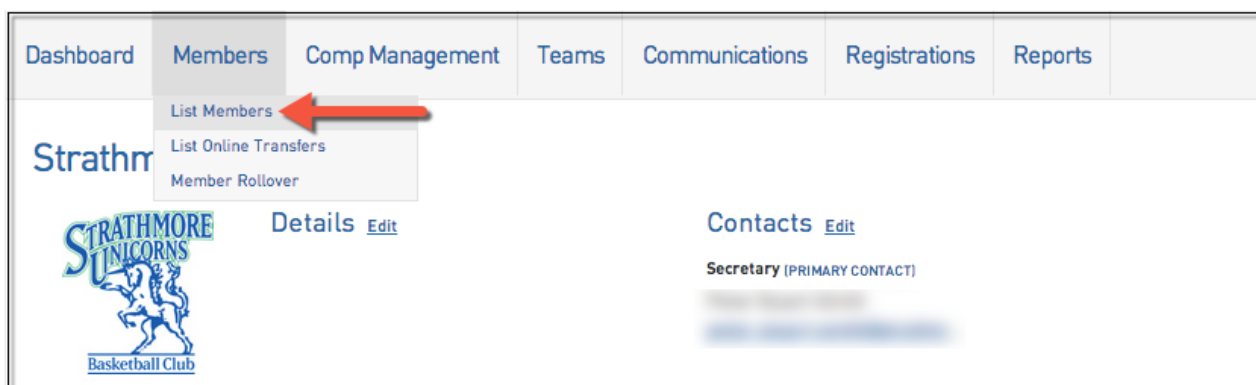 Dashboard Members Comp Management Teams Communications Registrations Reports
List Members
List Online Transfers
Member Rollover
Strathm
STRATHMORE
UNICORNS
Basketball Club
Details Edit
Contacts Edit
Secretary (PRIMARY CONTACT)